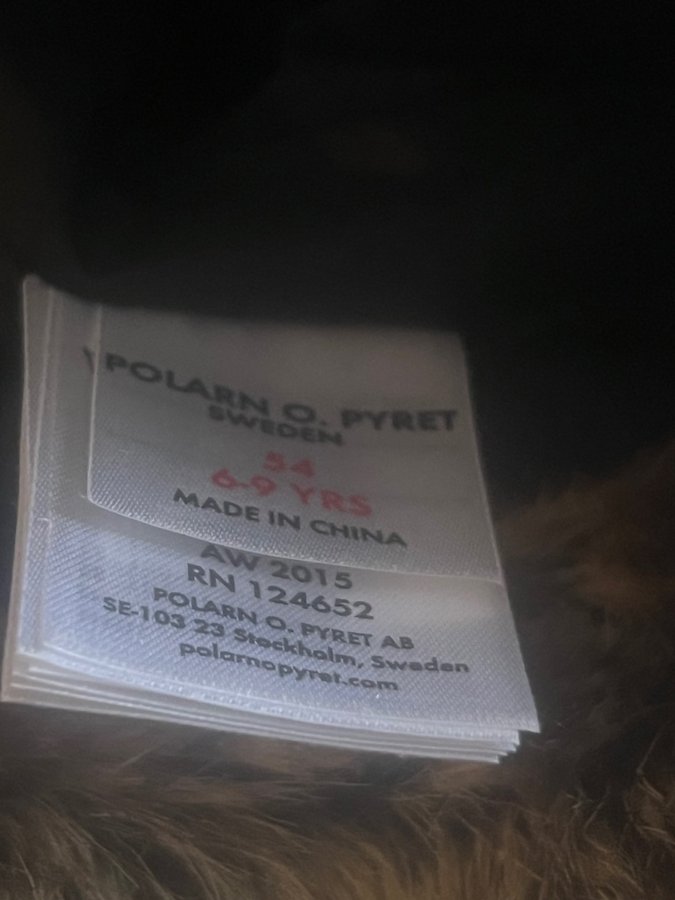 POLARN O. PYRET
SWEDEN
54
6-9 YRS
MADE IN CHINA
AW 2015
RN 124652
POLARN O. PYRET AB
SE-103 23 Stockholm, Sweden
polarnopyret.com